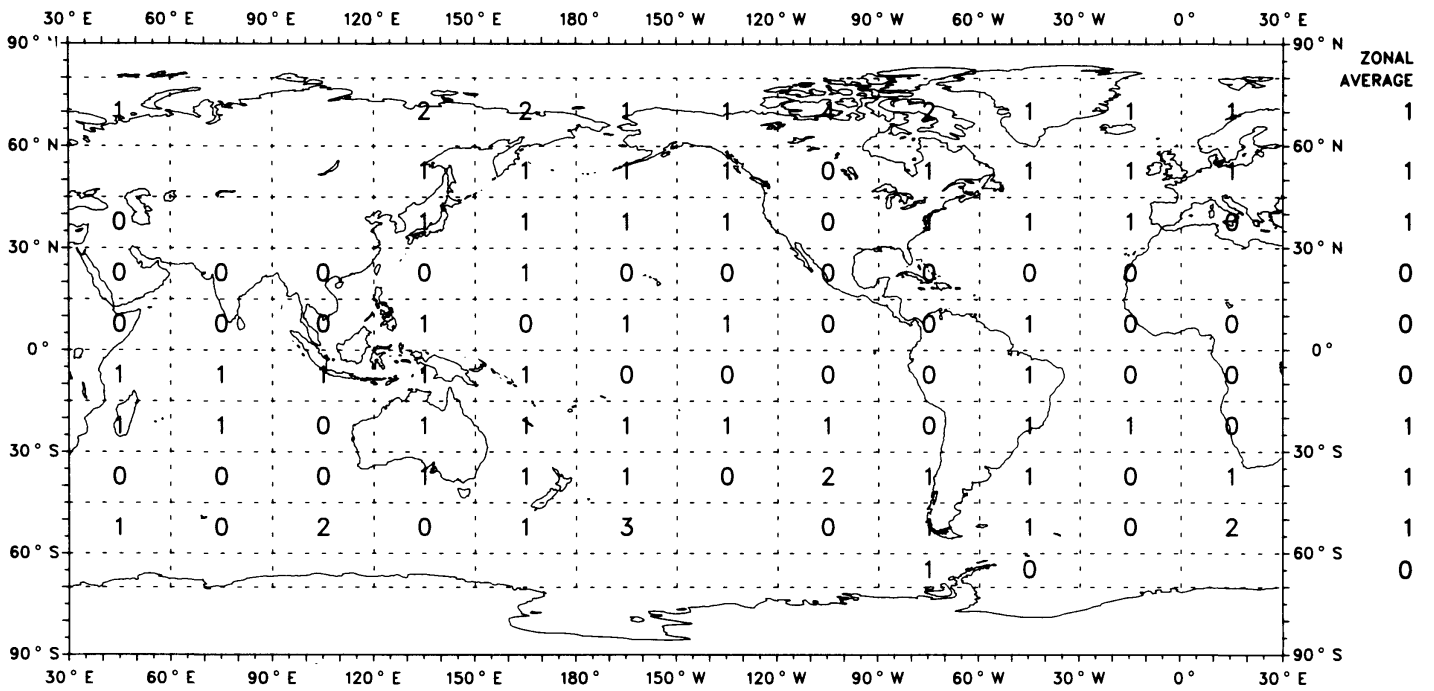 30° E 60° E 90° E 120° E 150° E 180° 150° W 120° W 90° W 60° W 30° W 0° 30° E
90° 90° N
ZONAL
AVERAGE
1 2 2 1 1 1 2 1 1 1 1
60° N 60° N
1 1 1 1 0 1 1 1 1 1
0 1 1 1 1 0 1 1 0 1
30° N 30° N
0 0 0 0 1 0 0 0 0 0 0 0
0 0 0 1 0 1 1 0 0 1 0 0 0
0° 0°
1 1 1 1 1 0 0 0 0 1 0 0 0
1 1 0 1 1 1 1 1 0 1 1 0 1
30° S 30° S
0 0 0 1 1 1 0 2 1 1 0 1 1
1 0 2 0 1 3 0 1 1 0 2 1
60° S 60° S
1 0 0
90° S 90° S
30° E 60° E 90° E 120° E 150° E 180° 150° W 120° W 90° W 60° W 30° W 0° 30° E